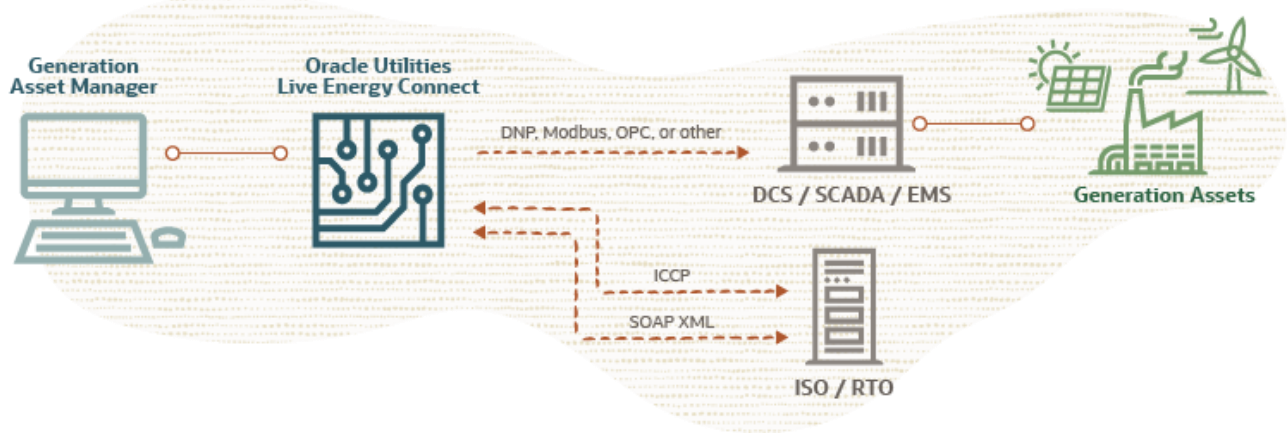 Generation
Asset Manager
Oracle Utilities
Live Energy Connect
DNP, Modbus, OPC, or other
DCS / SCADA / EMS
Generation Assets
ICCP
SOAP XML
ISO / RTO